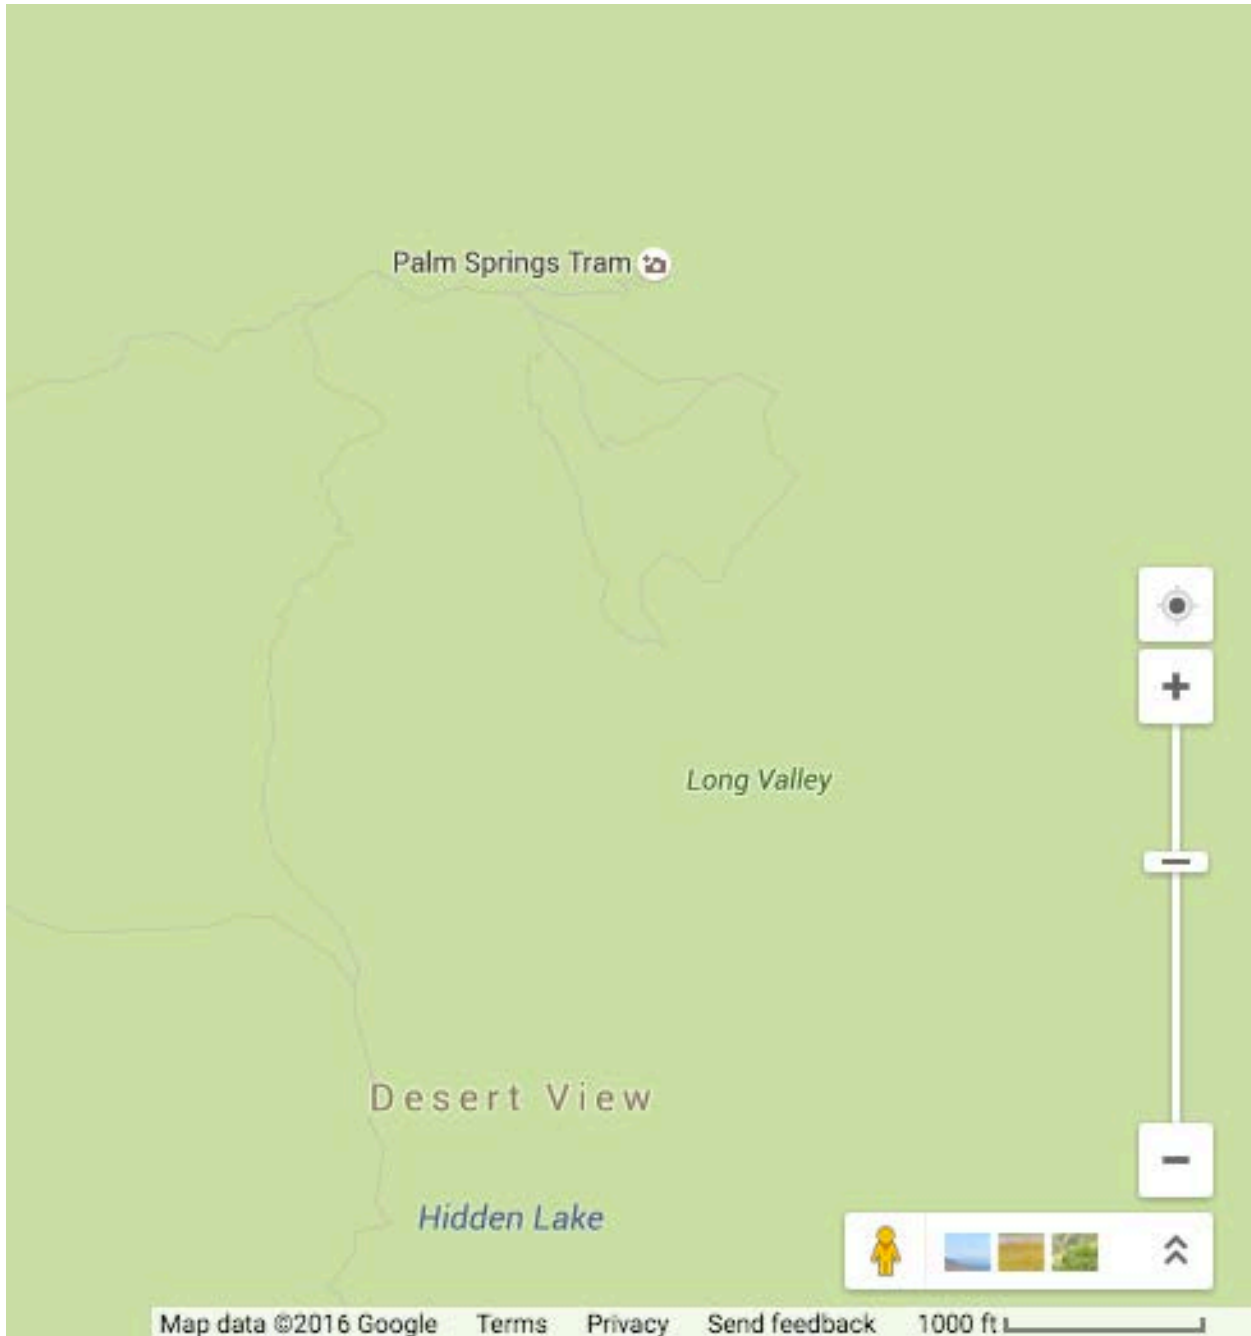 Palm Springs Tram
Long Valley
Desert View
Hidden Lake
Map data ©2016 Google Terms Privacy Send feedback 1000 ft